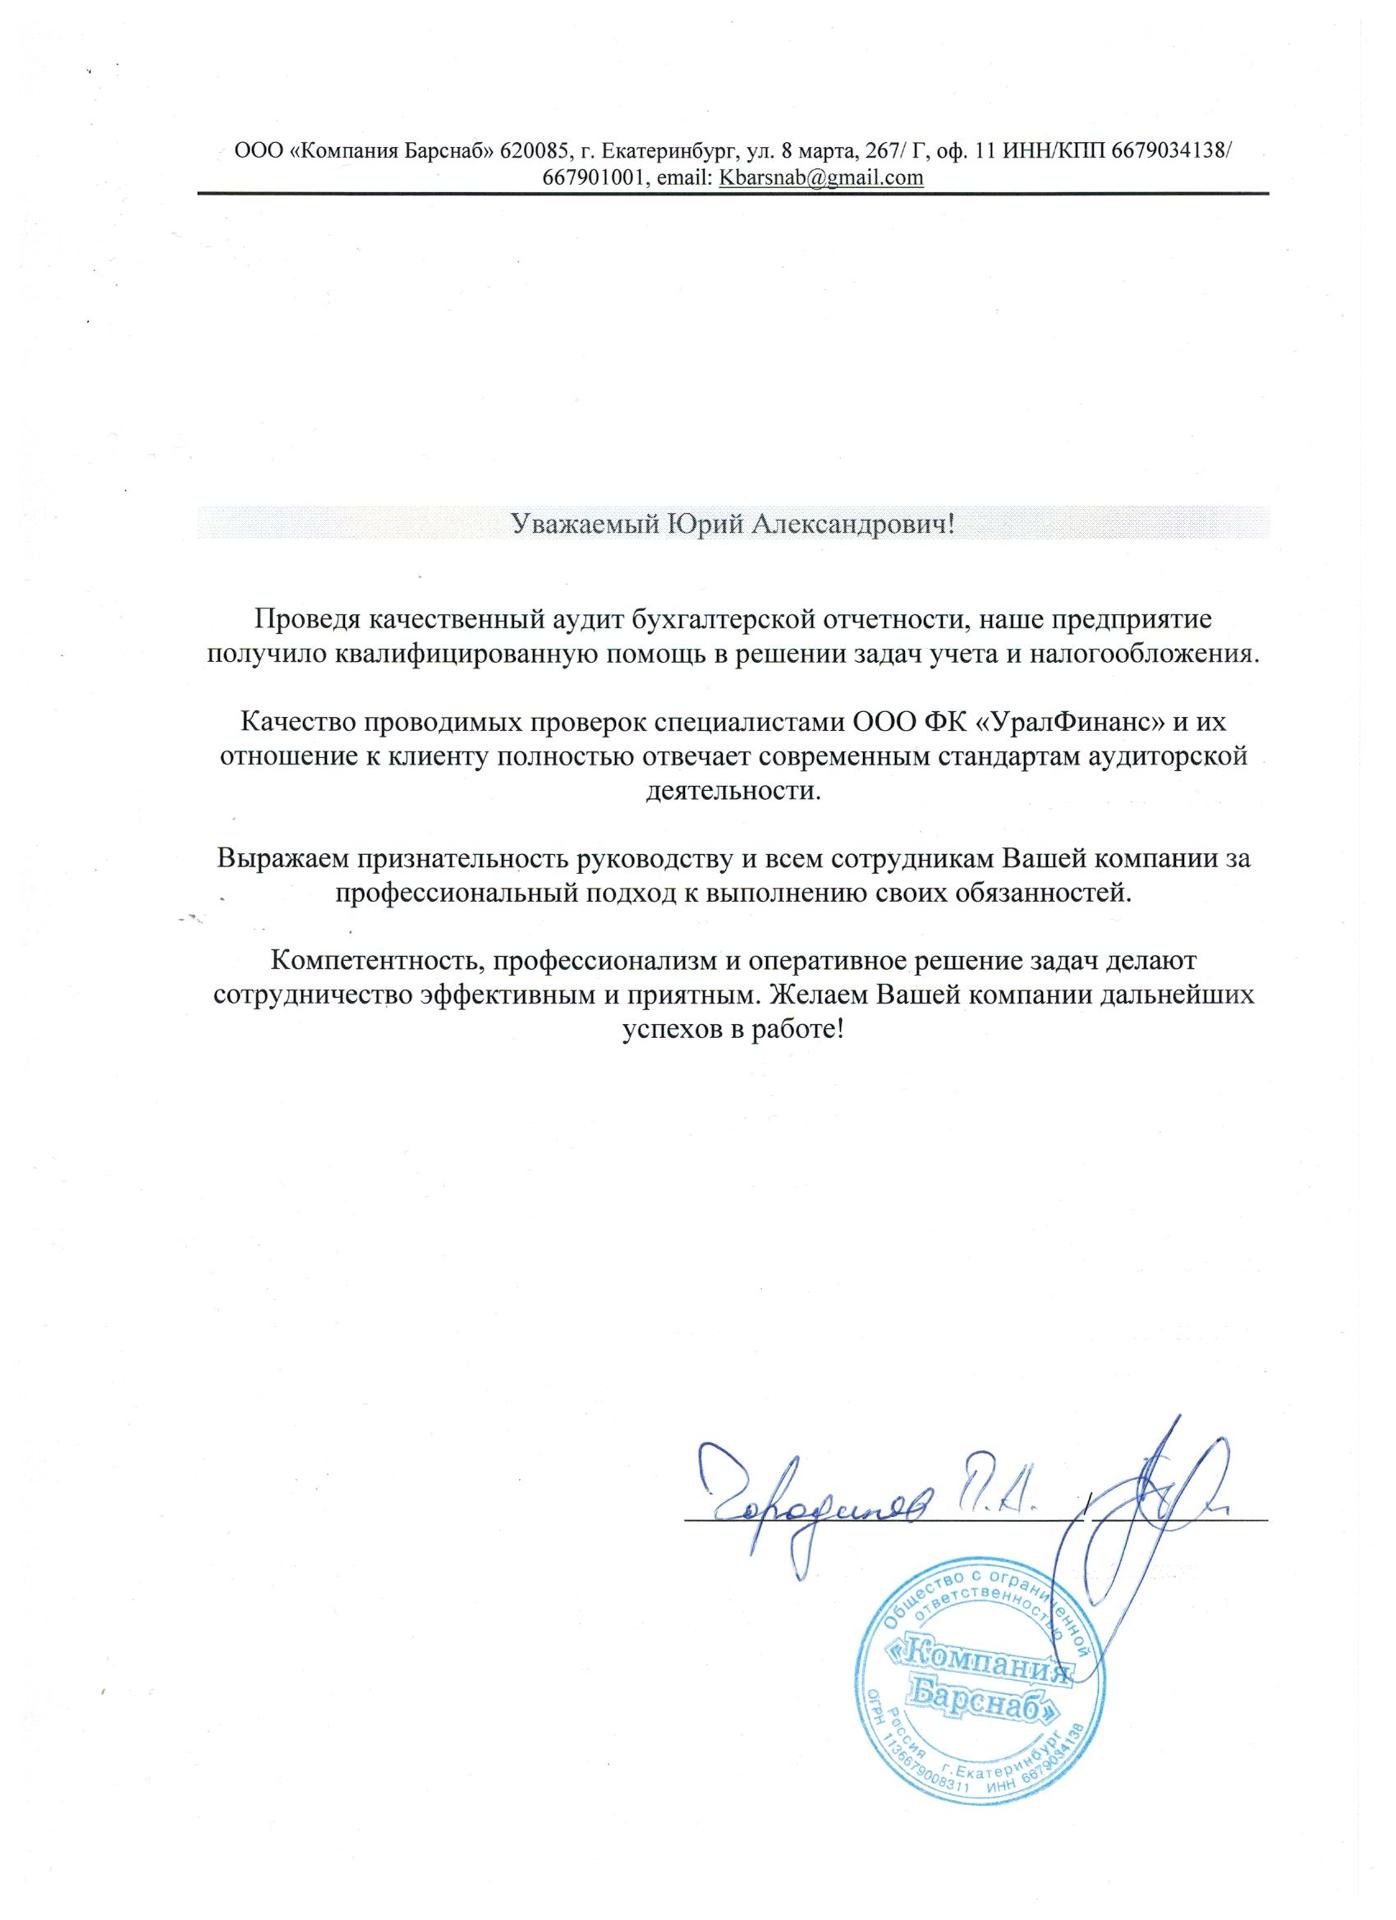 ООО «Компания Барснаб» 620085, г. Екатеринбург, ул. 8 марта, 267/ Г, оф. 11 ИНН/КПП 6679034138/
667901001, email: Kbarsnab@gmail.com
Уважаемый Юрий Александрович!
Проведя качественный аудит бухгалтерской отчетности, наше предприятие
получило квалифицированную помощь в решении задач учета и налогообложения.
Качество проводимых проверок специалистами ООО ФК «УралФинанс» и их
отношение к клиенту полностью отвечает современным стандартам аудиторской
деятельности.
Выражаем признательность руководству и всем сотрудникам Вашей компании за
профессиональный подход к выполнению своих обязанностей.
Компетентность, профессионализм и оперативное решение задач делают
сотрудничество эффективным и приятным. Желаем Вашей компании дальнейших
успехов в работе!
П.А. /
Общество с ограниченной
ответственностью
«Компания
Барснаб»
Россия г.Екатеринбург
ОГРН 1136679008311 ИНН 6679034138